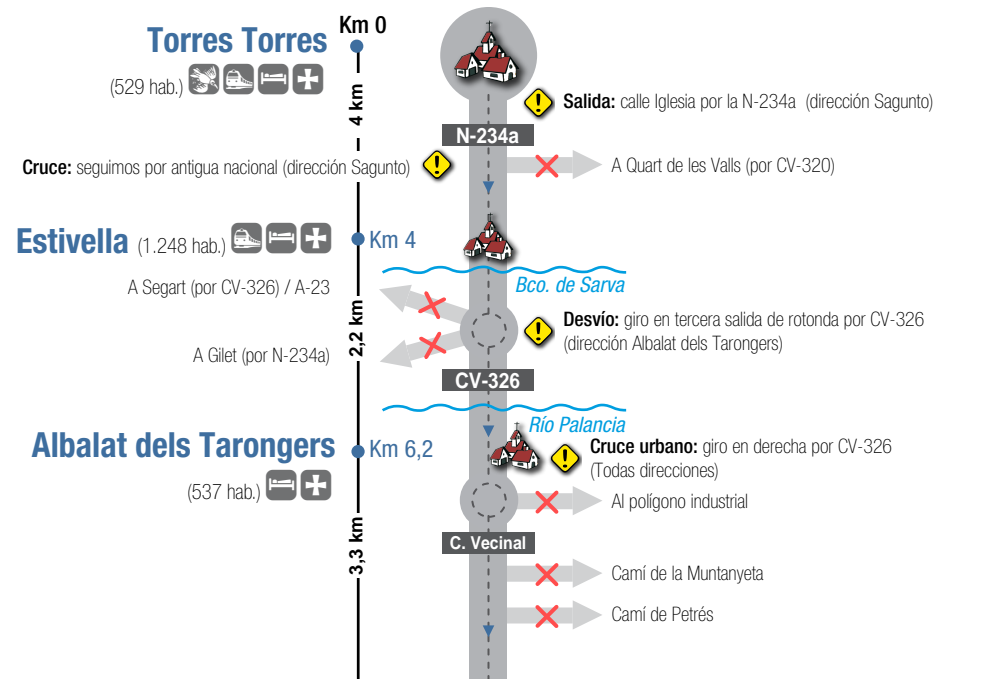 Km 0
Torres Torres
(529 hab.)
4 km
Salida: calle Iglesia por la N-234a (dirección Sagunto)
N-234a
Cruce: seguimos por antigua nacional (dirección Sagunto)
A Quart de les Valls (por CV-320)
Estivella (1.248 hab.)
Km 4
Bco. de Sarva
A Segart (por CV-326) / A-23
2,2 km
Desvío: giro en tercera salida de rotonda por CV-326
(dirección Albalat dels Tarongers)
A Gilet (por N-234a)
CV-326
Río Palancia
Albalat dels Tarongers
Km 6,2
Cruce urbano: giro en derecha por CV-326
(Todas direcciones)
(537 hab.)
Al polígono industrial
3,3 km
C. Vecinal
Camí de la Muntanyeta
Camí de Petrés